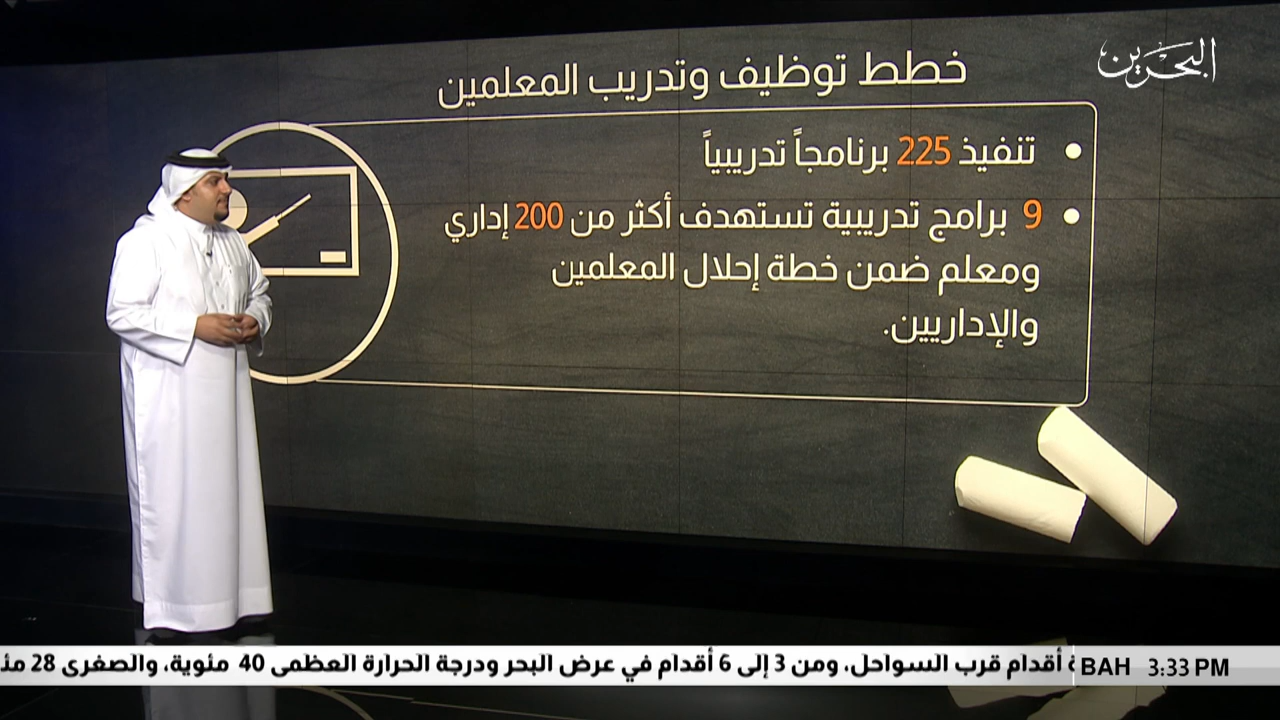 البحرين
خطط توظيف وتدريب المعلمين
تنفيذ 225 برنامجاً تدريبياً
9 برامج تدريبية تستهدف أكثر من 200 إداري
ومعلم ضمن خطة إحلال المعلمين
والإداريين.
أقدام قرب السواحل، ومن 3 إلى 6 أقدام في عرض البحر ودرجة الحرارة العظمى 40 مئوية، والصغرى 28
BAH 3:33 PM